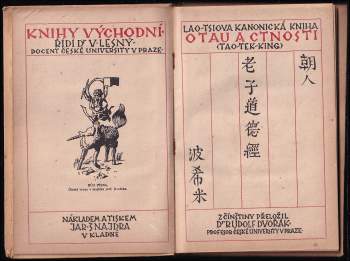 KNIHY VÝCHODNÍ
ŘÍDÍ DR V. LESNÝ
DOCENT ČESKÉ UNIVERSITY V PRAZE
NÁKLADEM A TISKEM
JAR. ŠNAJDRA
V KLADNĚ
LAO-TSIOVA KANONICKÁ KNIHA
O TAU A CTNOSTI
(TAO-TEK-KING)
朝人
老子道德經
波希米
Z ČÍNŠTINY PŘELOŽIL
DR RUDOLF DVOŘÁK
PROFESOR ČESKÉ UNIVERSITY V PRAZE